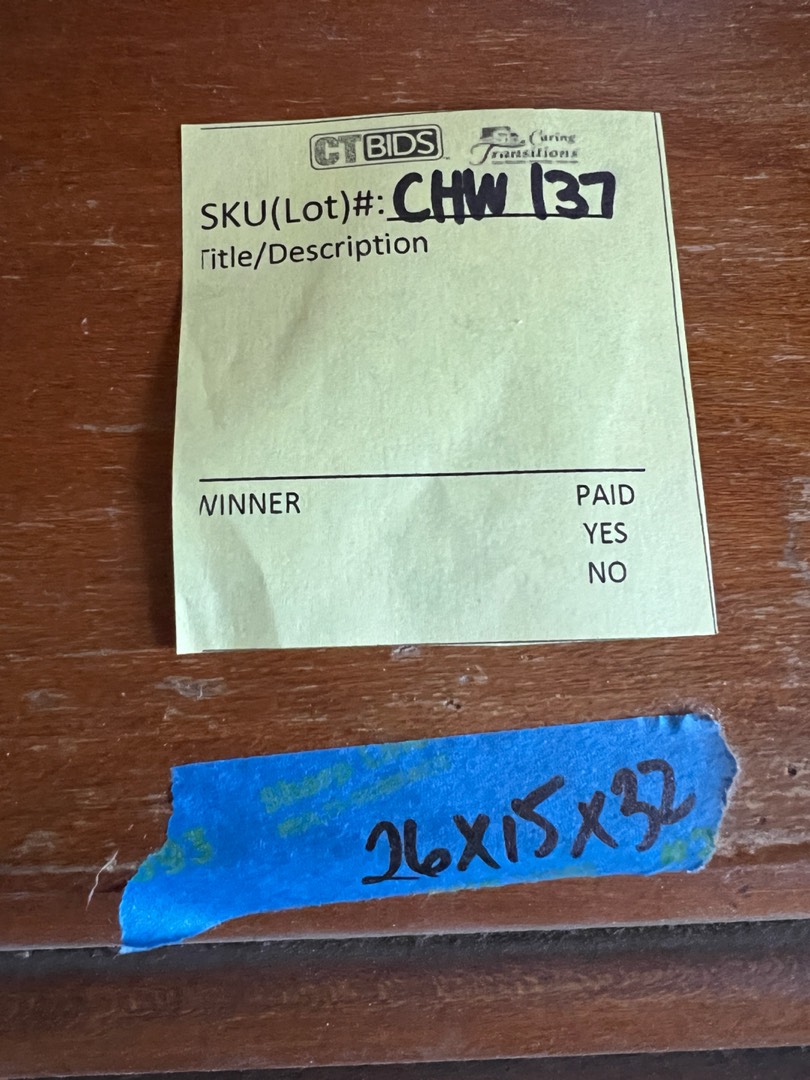 CTBIDS Caring
Transitions
SKU(Lot)#: CHW 137
Title/Description
WINNER PAID
YES
NO
26X15X32